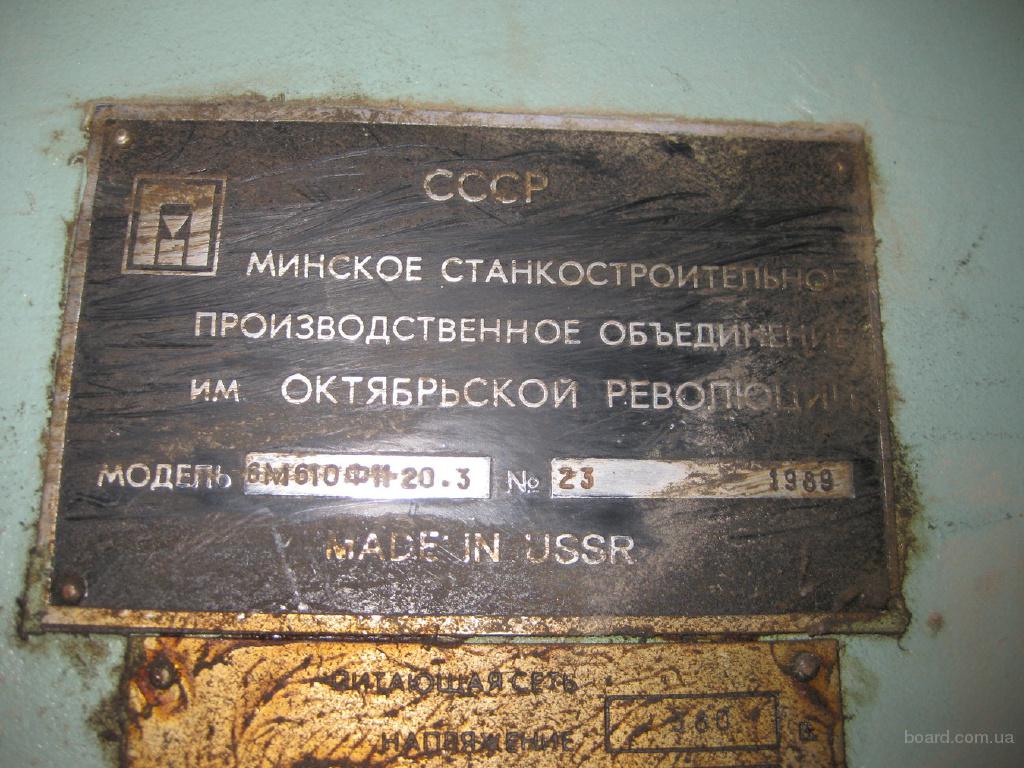 СССР
МИНСКОЕ СТАНКОСТРОИТЕЛЬНОЕ
ПРОИЗВОДСТВЕННОЕ ОБЪЕДИНЕНИЕ
ИМ ОКТЯБРЬСКОЙ РЕВОЛЮЦИИ
МОДЕЛЬ 6М610Ф11-20.3 № 23 1989
MADE IN USSR
ПИТАЮЩАЯ СЕТЬ
НАПРЯЖЕНИЕ
board.com.ua